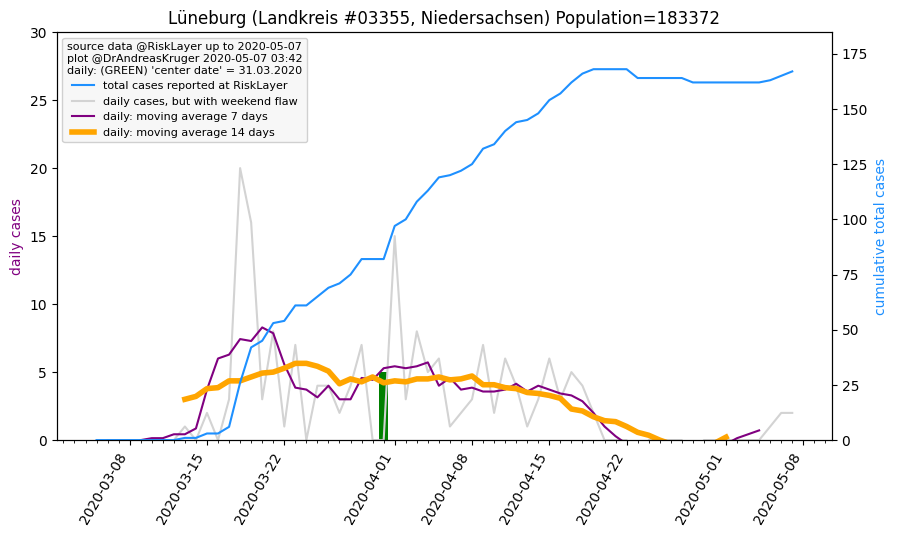 Lüneburg (Landkreis #03355, Niedersachsen) Population=183372
source data @RiskLayer up to 2020-05-07
plot @DrAndreasKruger 2020-05-07 03:42
daily: (GREEN) 'center date' = 31.03.2020
total cases reported at RiskLayer
daily cases, but with weekend flaw
daily: moving average 7 days
daily: moving average 14 days
daily cases
30
25
20
15
10
5
0
cumulative total cases
175
150
125
100
75
50
25
0
2020-03-08
2020-03-15
2020-03-22
2020-04-01
2020-04-08
2020-04-15
2020-04-22
2020-05-01
2020-05-08